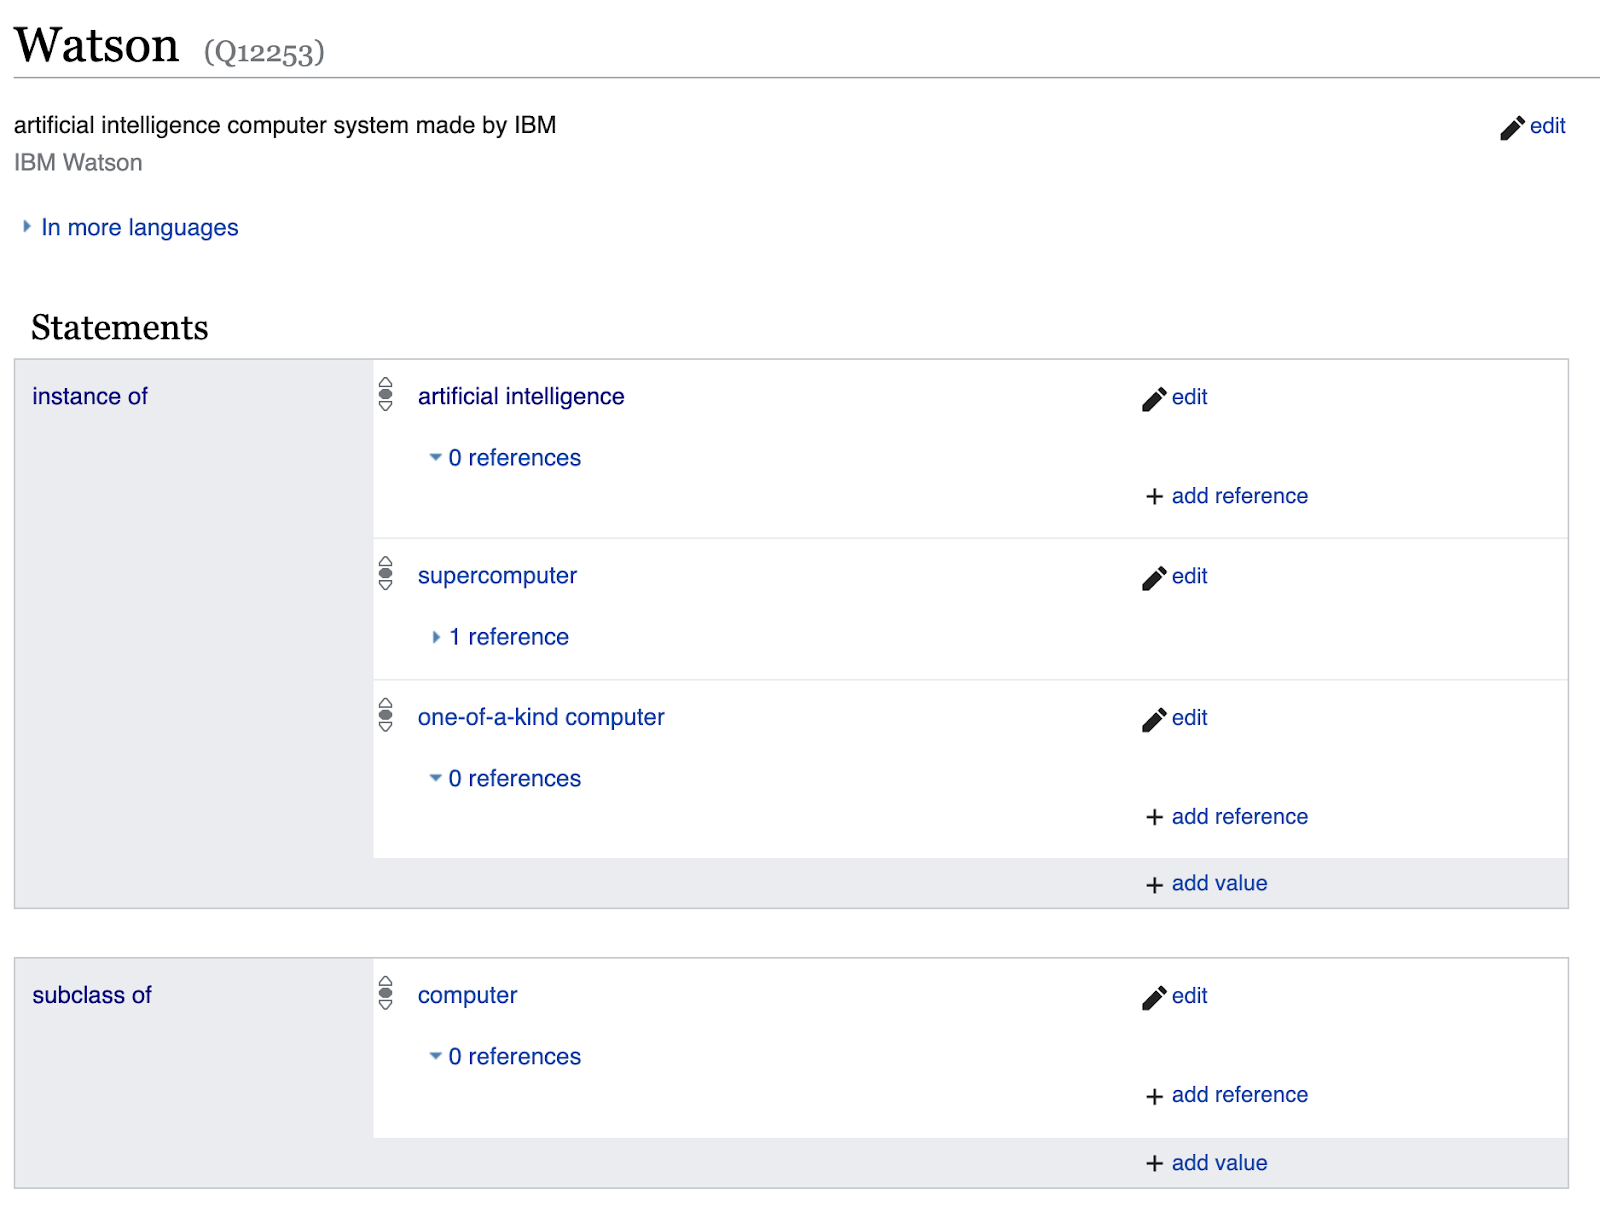 Watson (Q12253)
artificial intelligence computer system made by IBM
edit
IBM Watson
In more languages
Statements
instance of
artificial intelligence
edit
0 references
+ add reference
supercomputer
edit
1 reference
one-of-a-kind computer
edit
0 references
+ add reference
+ add value
subclass of
computer
edit
0 references
+ add reference
+ add value